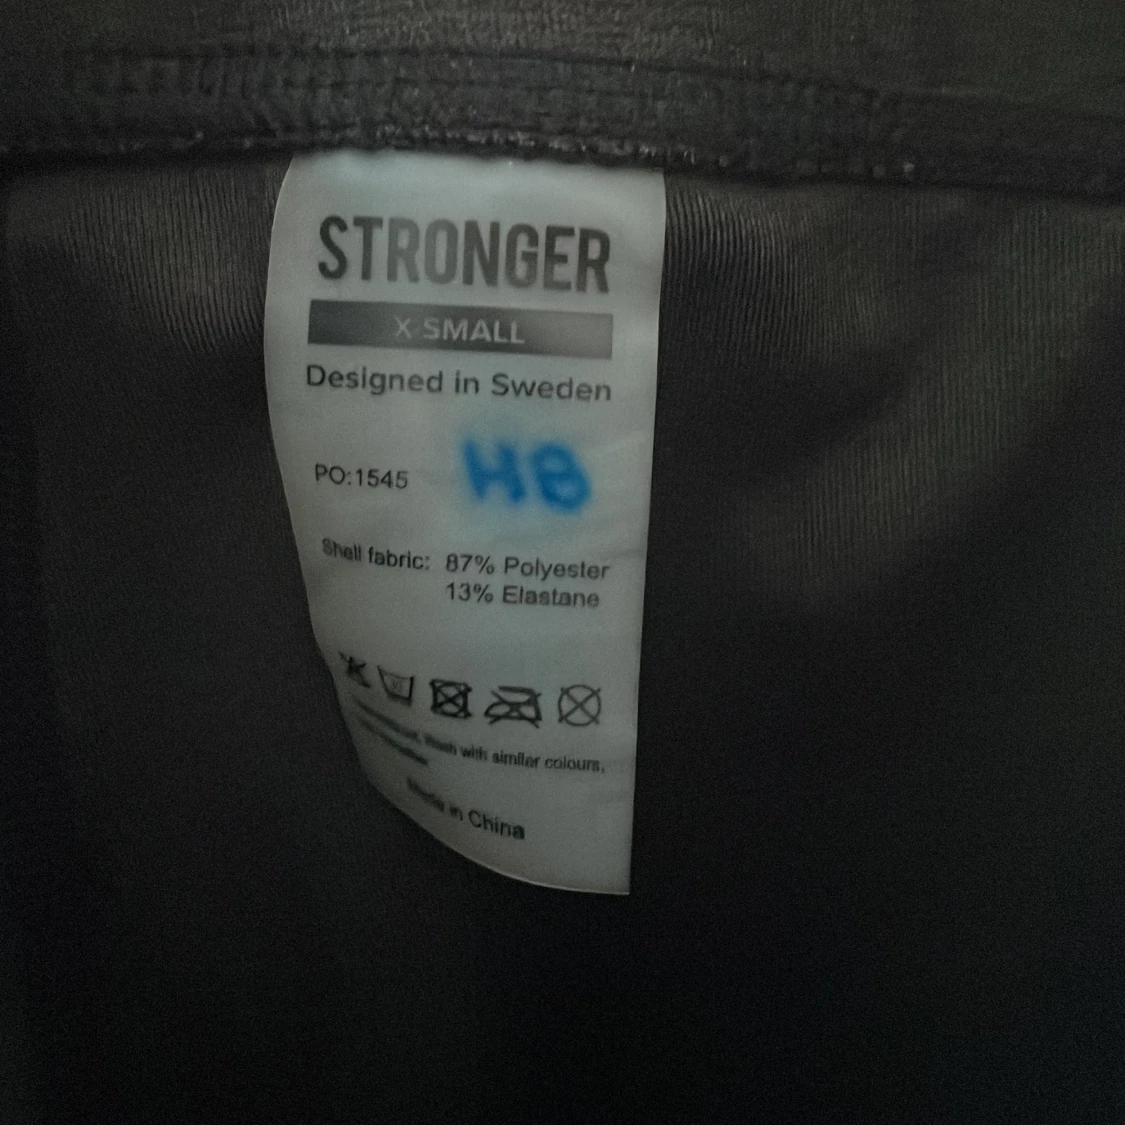 STRONGER
X SMALL
Designed in Sweden
HB
PO:1545
Shell fabric: 87% Polyester
13% Elastane
Wash with similar colours,
Made in China